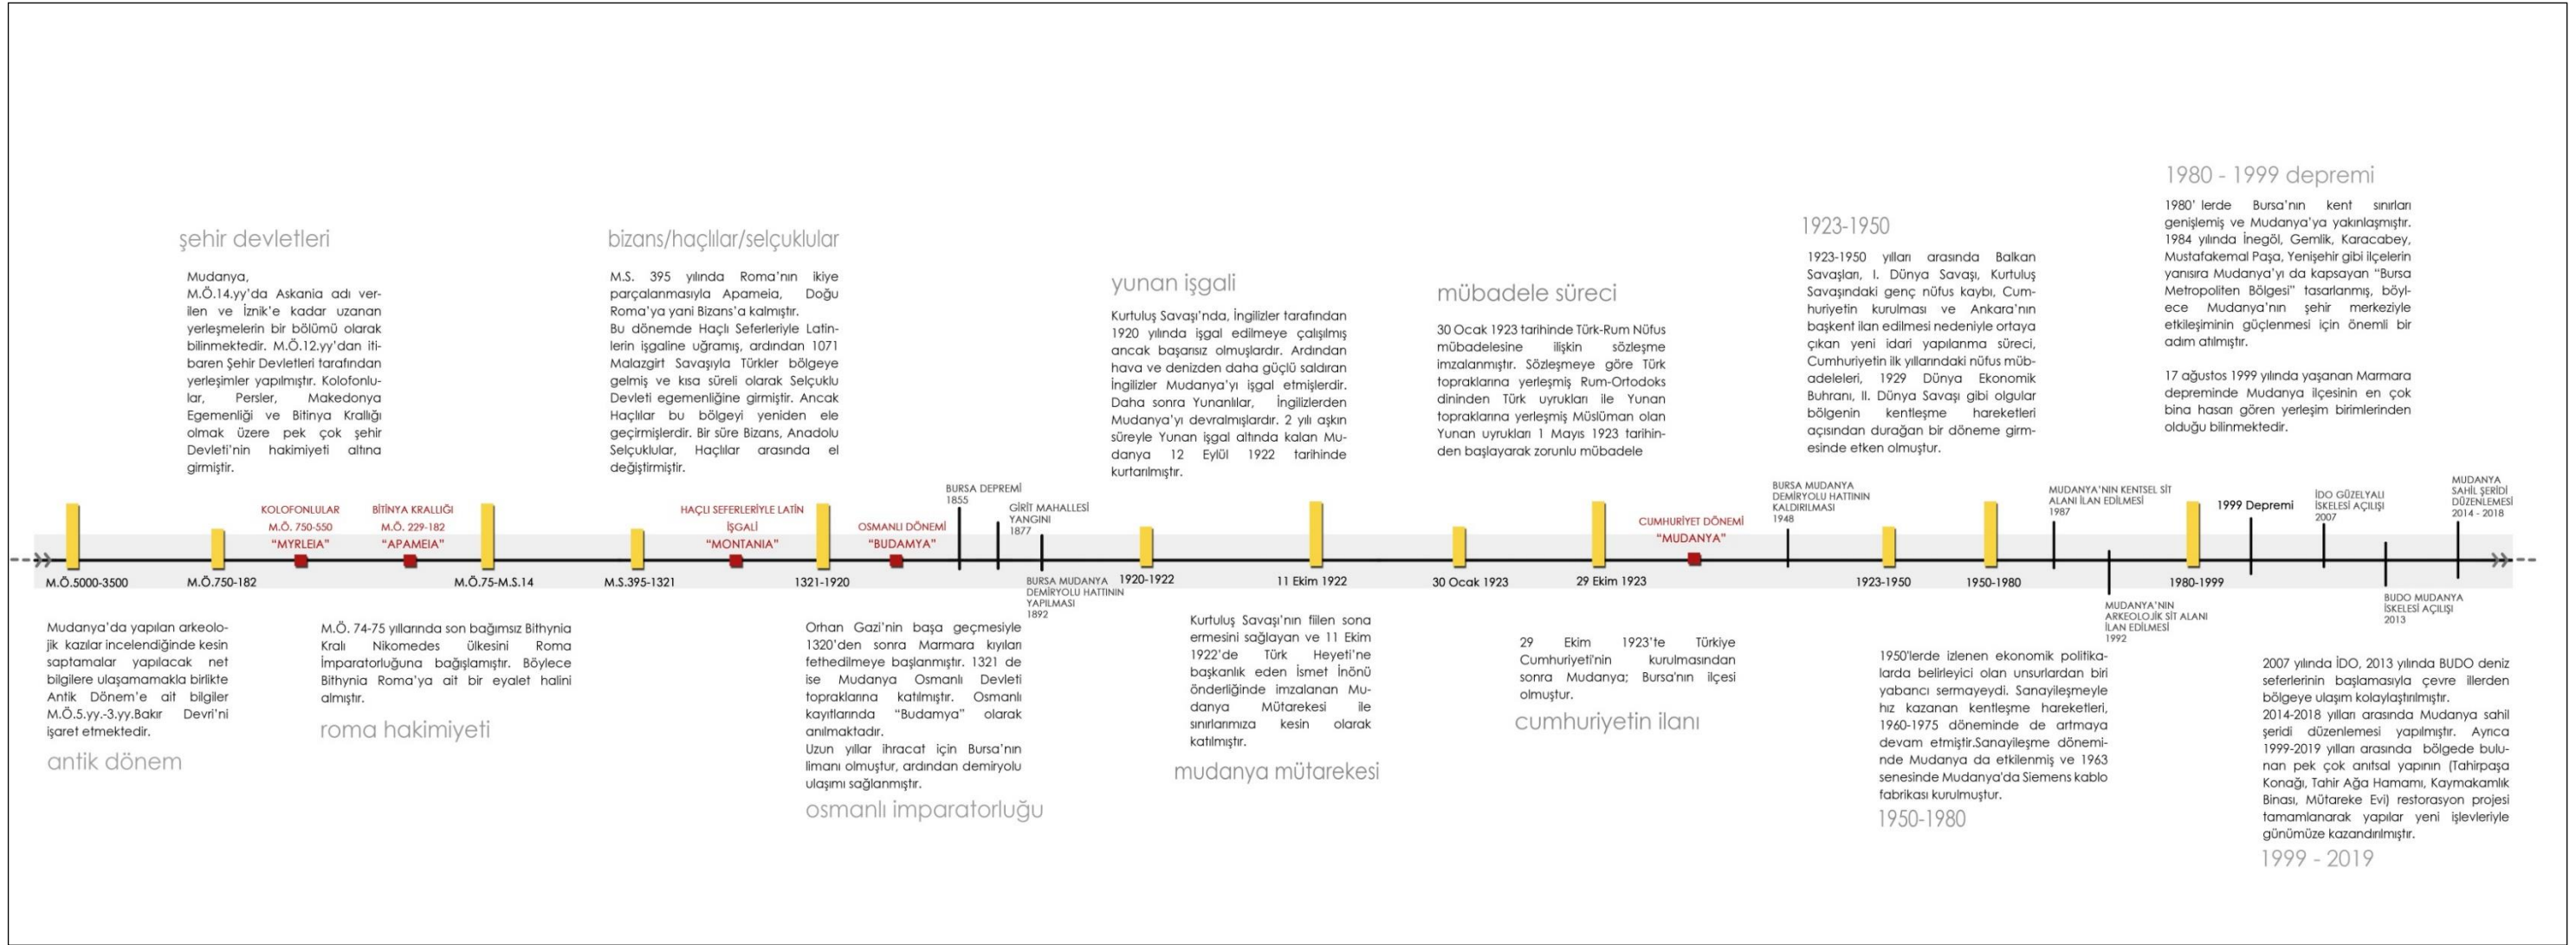 şehir devletleri
Mudanya,
M.Ö.14.yy'da Askania adı ver-
ilen ve İznik'e kadar uzanan
yerleşmelerin bir bölümü olarak
bilinmektedir. M.Ö.12.yy'dan iti-
baren Şehir Devletleri tarafından
yerleşimler yapılmıştır. Kolofonlu-
lar, Persler, Makedonya
Egemenliği ve Bitinya Krallığı
olmak üzere pek çok şehir
Devleti'nin hakimiyeti altına
girmiştir.
bizans/haçlılar/selçuklular
M.S. 395 yılında Roma'nın ikiye
parçalanmasıyla Apameia, Doğu
Roma'ya yani Bizans'a kalmıştır.
Bu dönemde Haçlı Seferleriyle Latin-
lerin işgaline uğramış, ardından 1071
Malazgirt Savaşıyla Türkler bölgeye
gelmiş ve kısa süreli olarak Selçuklu
Devleti egemenliğine girmiştir. Ancak
Haçlılar bu bölgeyi yeniden ele
geçirmişlerdir. Bir süre Bizans, Anadolu
Selçuklular, Haçlılar arasında el
değiştirmiştir.
yunan işgali
Kurtuluş Savaşı'nda, İngilizler tarafından
1920 yılında işgal edilmeye çalışılmış
ancak başarısız olmuşlardır. Ardından
hava ve denizden daha güçlü saldıran
İngilizler Mudanya'yı işgal etmişlerdir.
Daha sonra Yunanlılar, İngilizlerden
Mudanya'yı devralmışlardır. 2 yılı aşkın
süreyle Yunan işgal altında kalan Mu-
danya 12 Eylül 1922 tarihinde
kurtarılmıştır.
mübadele süreci
30 Ocak 1923 tarihinde Türk-Rum Nüfus
mübadelesine ilişkin sözleşme
imzalanmıştır. Sözleşmeye göre Türk
topraklarına yerleşmiş Rum-Ortodoks
dininden Türk uyrukları ile Yunan
topraklarına yerleşmiş Müslüman olan
Yunan uyrukları 1 Mayıs 1923 tarihin-
den başlayarak zorunlu mübadele
1923-1950
1923-1950 yılları arasında Balkan
Savaşları, I. Dünya Savaşı, Kurtuluş
Savaşındaki genç nüfus kaybı, Cum-
huriyetin kurulması ve Ankara'nın
başkent ilan edilmesi nedeniyle ortaya
çıkan yeni idari yapılanma süreci,
Cumhuriyetin ilk yıllarındaki nüfus müb-
adeleleri, 1929 Dünya Ekonomik
Buhranı, II. Dünya Savaşı gibi olgular
bölgenin kentleşme hareketleri
açısından durağan bir döneme girm-
esinde etken olmuştur.
1980 - 1999 depremi
1980' lerde Bursa'nın kent sınırları
genişlemiş ve Mudanya'ya yakınlaşmıştır.
1984 yılında İnegöl, Gemlik, Karacabey,
Mustafakemal Paşa, Yenişehir gibi ilçelerin
yanısıra Mudanya'yı da kapsayan "Bursa
Metropoliten Bölgesi" tasarlanmış, böyl-
ece Mudanya'nın şehir merkeziyle
etkileşiminin güçlenmesi için önemli bir
adım atılmıştır.
17 ağustos 1999 yılında yaşanan Marmara
depreminde Mudanya ilçesinin en çok
bina hasarı gören yerleşim birimlerinden
olduğu bilinmektedir.
KOLOFONLULAR
M.Ö. 750-550
"MYRLEIA"
BİTİNYA KRALLIĞI
M.Ö. 229-182
"APAMEIA"
HAÇLI SEFERLERİYLE LATİN
İŞGALİ
"MONTANIA"
OSMANLI DÖNEMİ
"BUDAMYA"
BURSA DEPREMİ
1855
GİRİT MAHALLESİ
YANGINI
1877
CUMHURİYET DÖNEMİ
"MUDANYA"
BURSA MUDANYA
DEMİRYOLU HATTININ
KALDIRILMASI
1948
MUDANYA'NIN KENTSEL SİT
ALANI İLAN EDİLMESİ
1987
1999 Depremi
İDO GÜZELYALI
İSKELESİ AÇILIŞI
2007
MUDANYA
SAHİL ŞERİDİ
DÜZENLEMESİ
2014 - 2018
M.Ö.5000-3500
M.Ö.750-182
M.Ö.75-M.S.14
M.S.395-1321
1321-1920
BURSA MUDANYA
DEMİRYOLU HATTININ
YAPILMASI
1892
1920-1922
11 Ekim 1922
30 Ocak 1923
29 Ekim 1923
1923-1950
1950-1980
MUDANYA'NIN
ARKEOLOJİK SİT ALANI
İLAN EDİLMESİ
1992
1980-1999
BUDO MUDANYA
İSKELESİ AÇILIŞI
2013
Mudanya'da yapılan arkeolo-
jik kazılar incelendiğinde kesin
saptamalar yapılacak net
bilgilere ulaşamamakla birlikte
Antik Dönem'e ait bilgiler
M.Ö.5.yy.-3.yy.Bakır Devri'ni
işaret etmektedir.
antik dönem
M.Ö. 74-75 yıllarında son bağımsız Bithynia
Kralı Nikomedes ülkesini Roma
İmparatorluğuna bağışlamıştır. Böylece
Bithynia Roma'ya ait bir eyalet halini
almıştır.
roma hakimiyeti
Orhan Gazi'nin başa geçmesiyle
1320'den sonra Marmara kıyıları
fethedilmeye başlanmıştır. 1321 de
ise Mudanya Osmanlı Devleti
topraklarına katılmıştır. Osmanlı
kayıtlarında "Budamya" olarak
anılmaktadır.
Uzun yıllar ihracat için Bursa'nın
limanı olmuştur, ardından demiryolu
ulaşımı sağlanmıştır.
osmanlı imparatorluğu
Kurtuluş Savaşı'nın fiilen sona
ermesini sağlayan ve 11 Ekim
1922'de Türk Heyeti'ne
başkanlık eden İsmet İnönü
önderliğinde imzalanan Mu-
danya Mütarekesi ile
sınırlarımıza kesin olarak
katılmıştır.
mudanya mütarekesi
29 Ekim 1923'te Türkiye
Cumhuriyeti'nin kurulmasından
sonra Mudanya; Bursa'nın ilçesi
olmuştur.
cumhuriyetin ilanı
1950'lerde izlenen ekonomik politika-
larda belirleyici olan unsurlardan biri
yabancı sermayeydi. Sanayileşmeyle
hız kazanan kentleşme hareketleri,
1960-1975 döneminde de artmaya
devam etmiştir.Sanayileşme dönemi-
nde Mudanya da etkilenmiş ve 1963
senesinde Mudanya'da Siemens kablo
fabrikası kurulmuştur.
1950-1980
2007 yılında İDO, 2013 yılında BUDO deniz
seferlerinin başlamasıyla çevre illerden
bölgeye ulaşım kolaylaştırılmıştır.
2014-2018 yılları arasında Mudanya sahil
şeridi düzenlemesi yapılmıştır. Ayrıca
1999-2019 yılları arasında bölgede bulu-
nan pek çok anıtsal yapının (Tahirpaşa
Konağı, Tahir Ağa Hamamı, Kaymakamlık
Binası, Mütareke Evi) restorasyon projesi
tamamlanarak yapılar yeni işlevleriyle
günümüze kazandırılmıştır.
1999 - 2019